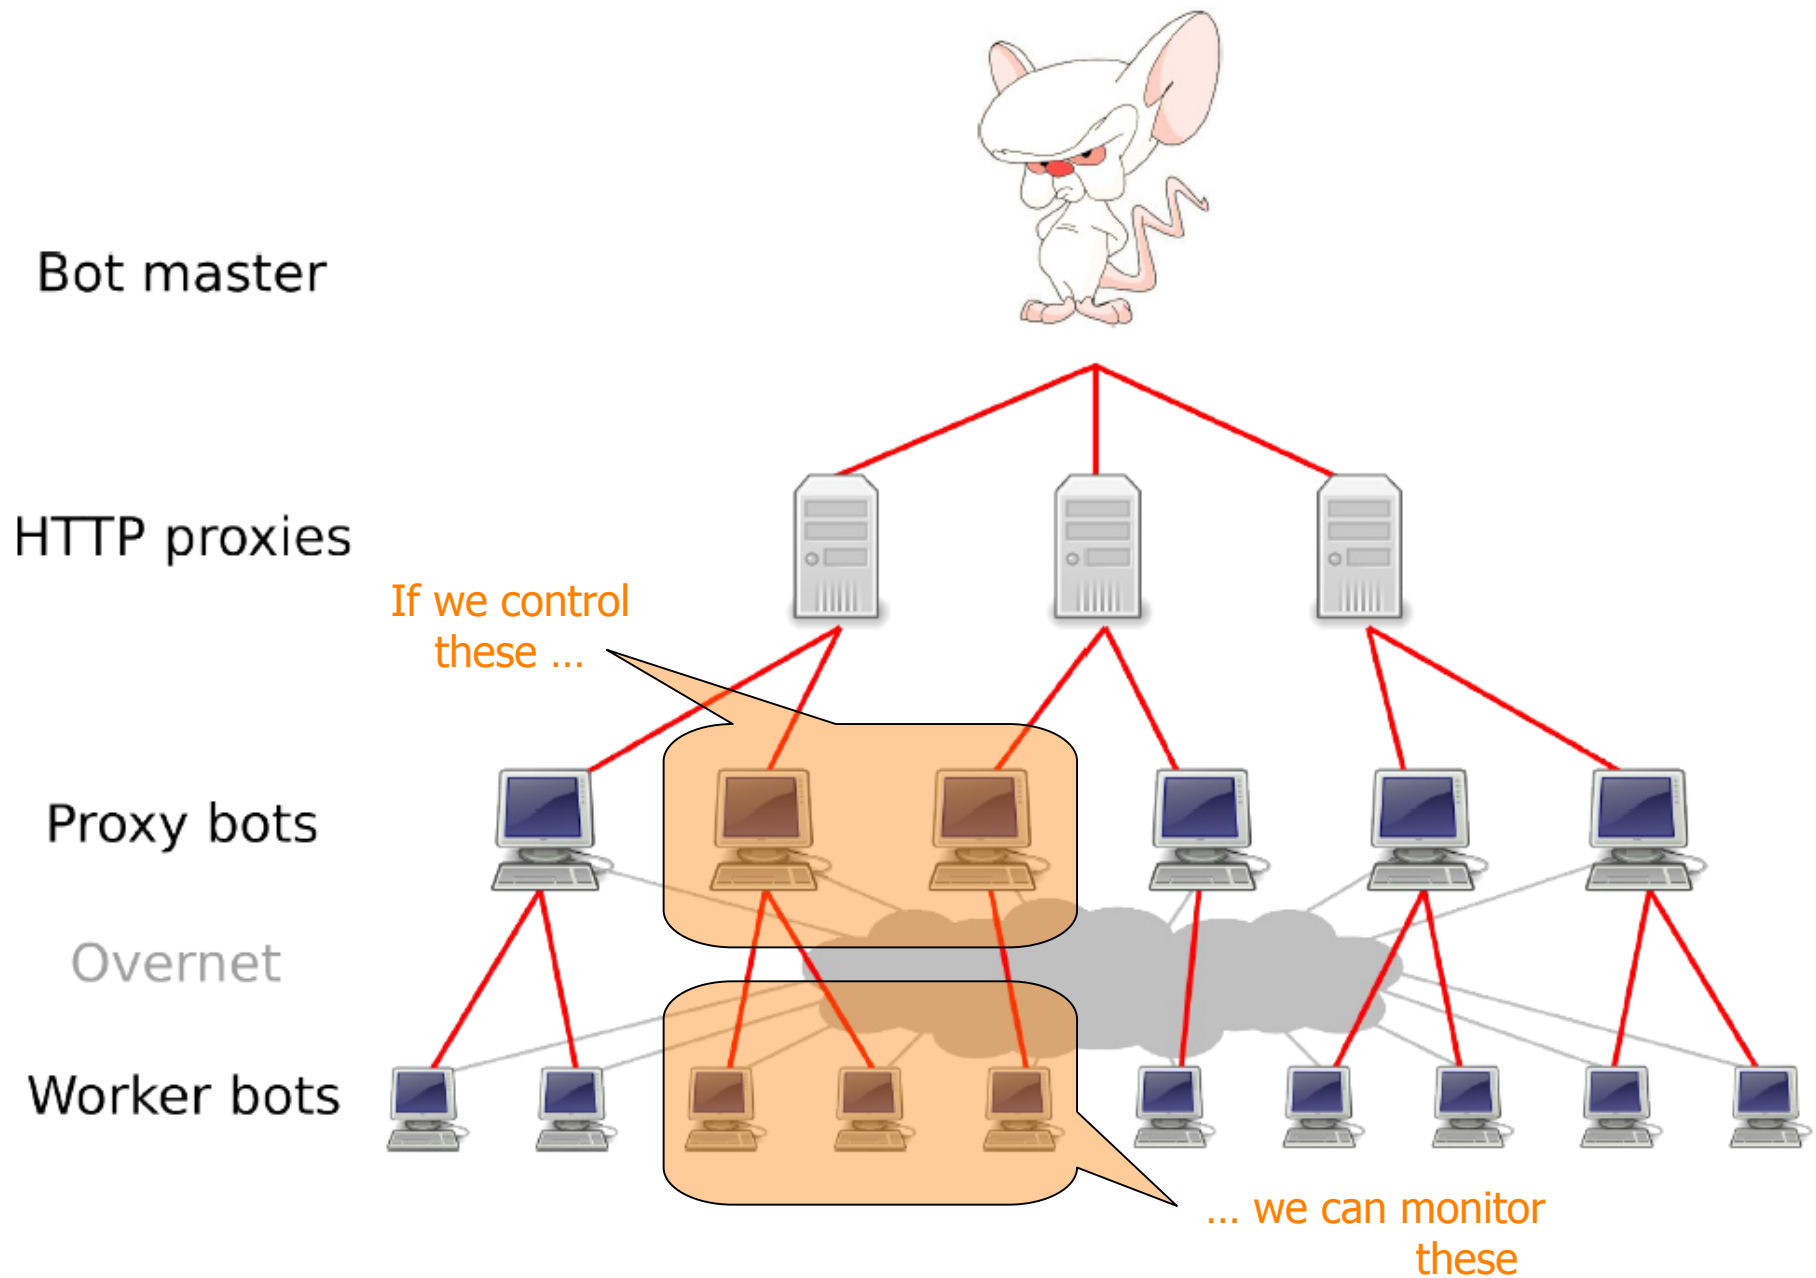 Bot master
HTTP proxies
If we control
these ...
Proxy bots
Overnet
Worker bots
... we can monitor
these